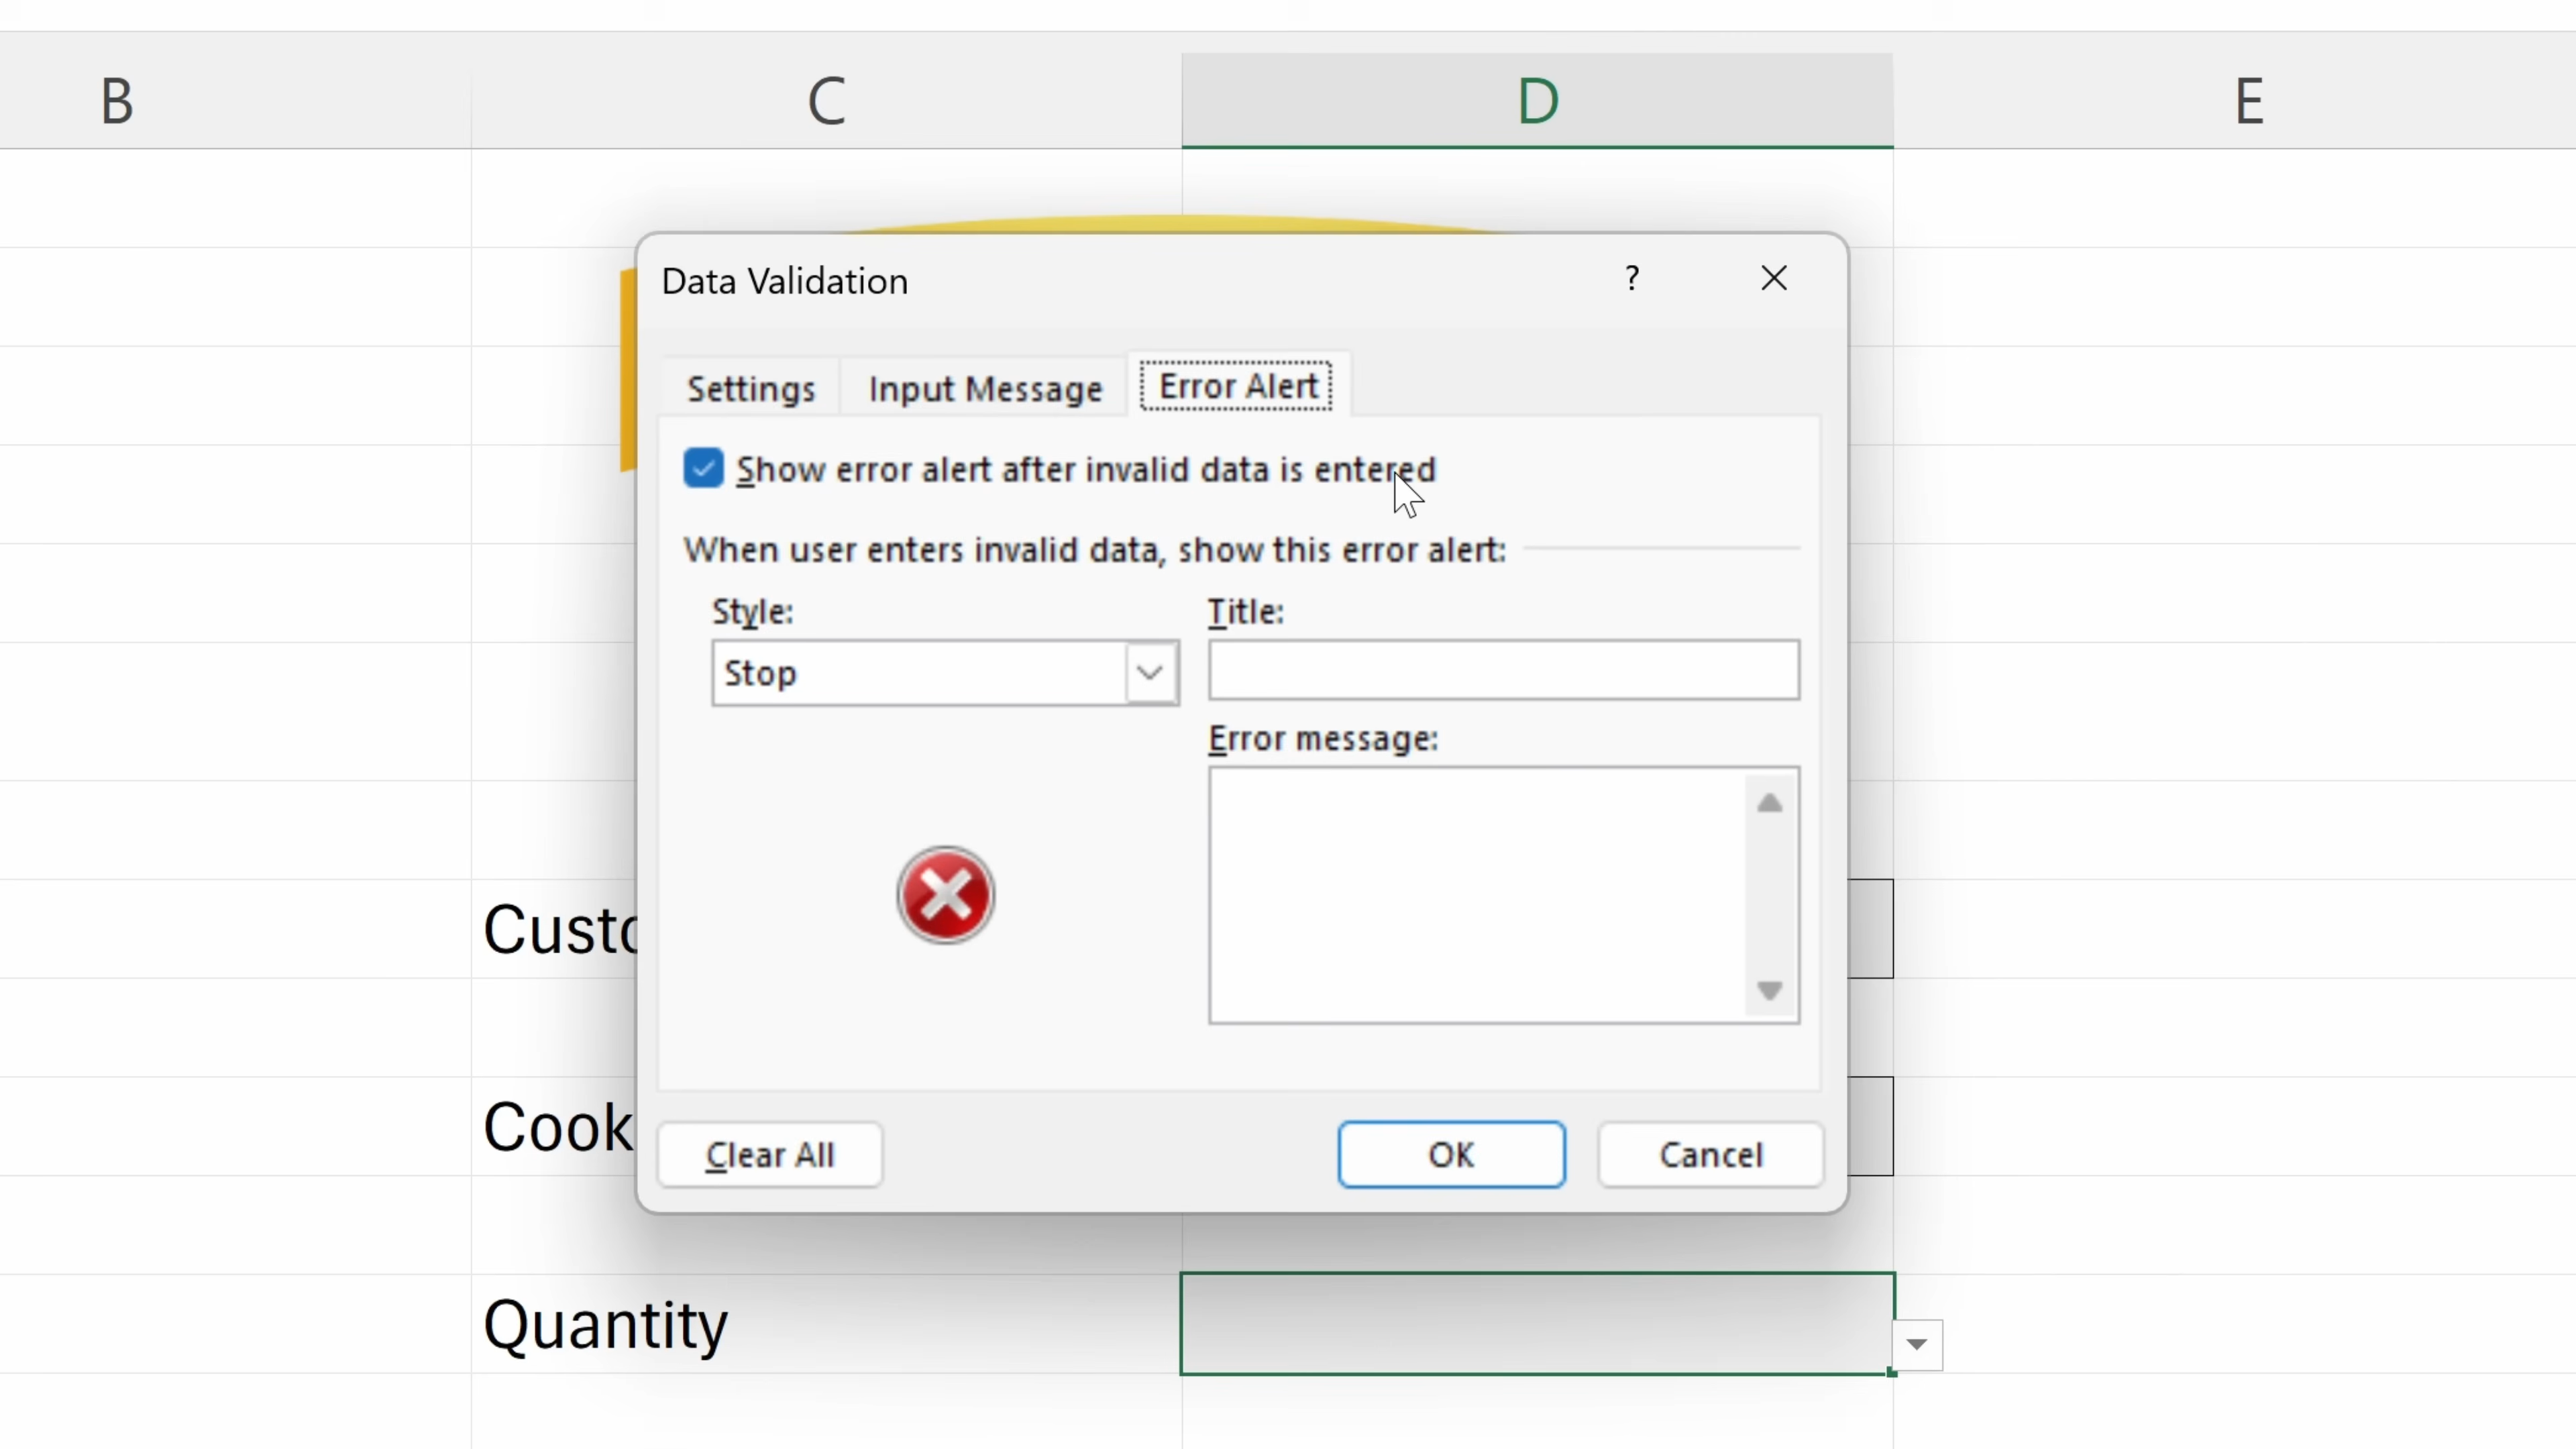 B C D E
Data Validation ?
Settings Input Message Error Alert
Show error alert after invalid data is entered
When user enters invalid data, show this error alert:
Style: Title:
Stop
Error message:
Custo
Cook
Clear All OK Cancel
Quantity